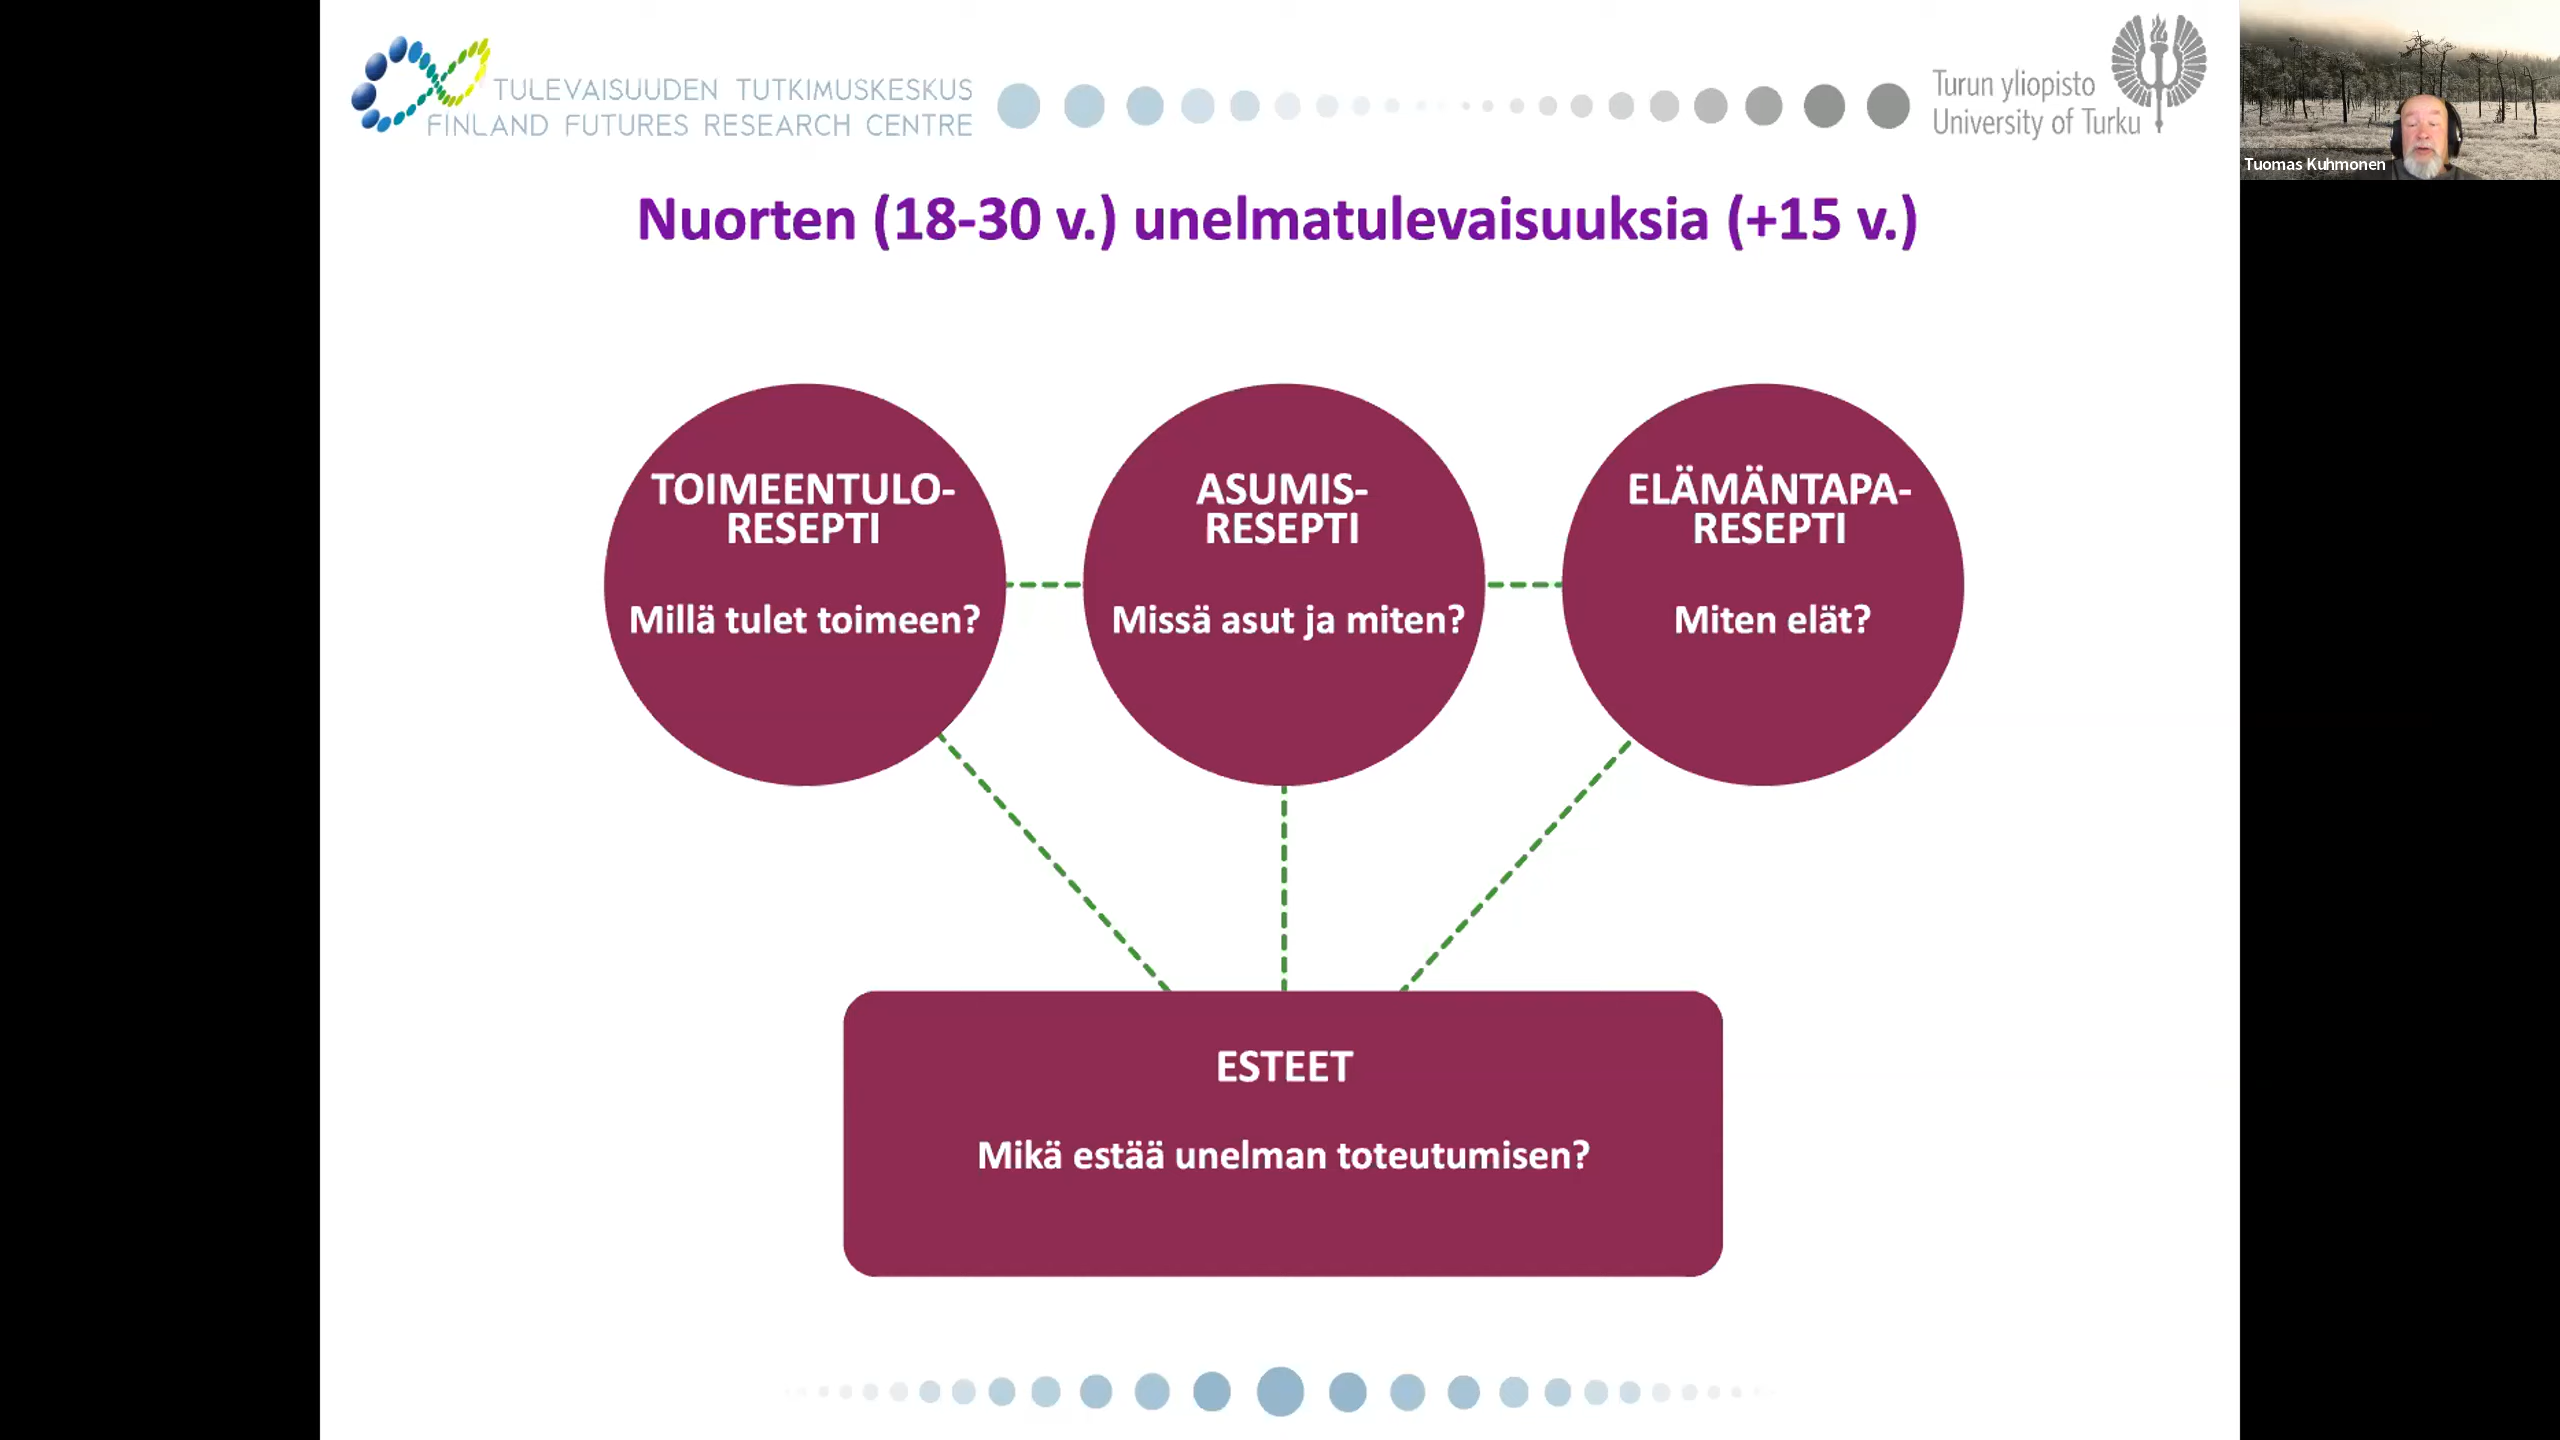 TULEVAISUUDEN TUTKIMUSKESKUS
FINLAND FUTURES RESEARCH CENTRE
Turun yliopisto
University of Turku
Tuomas Kuhmonen
Nuorten (18-30 v.) unelmatulevaisuuksia (+15 v.)
TOIMEENTULO-
RESEPTI
Millä tulet toimeen?
ASUMIS-
RESEPTI
Missä asut ja miten?
ELÄMÄNTAPA-
RESEPTI
Miten elät?
ESTEET
Mikä estää unelman toteutumisen?